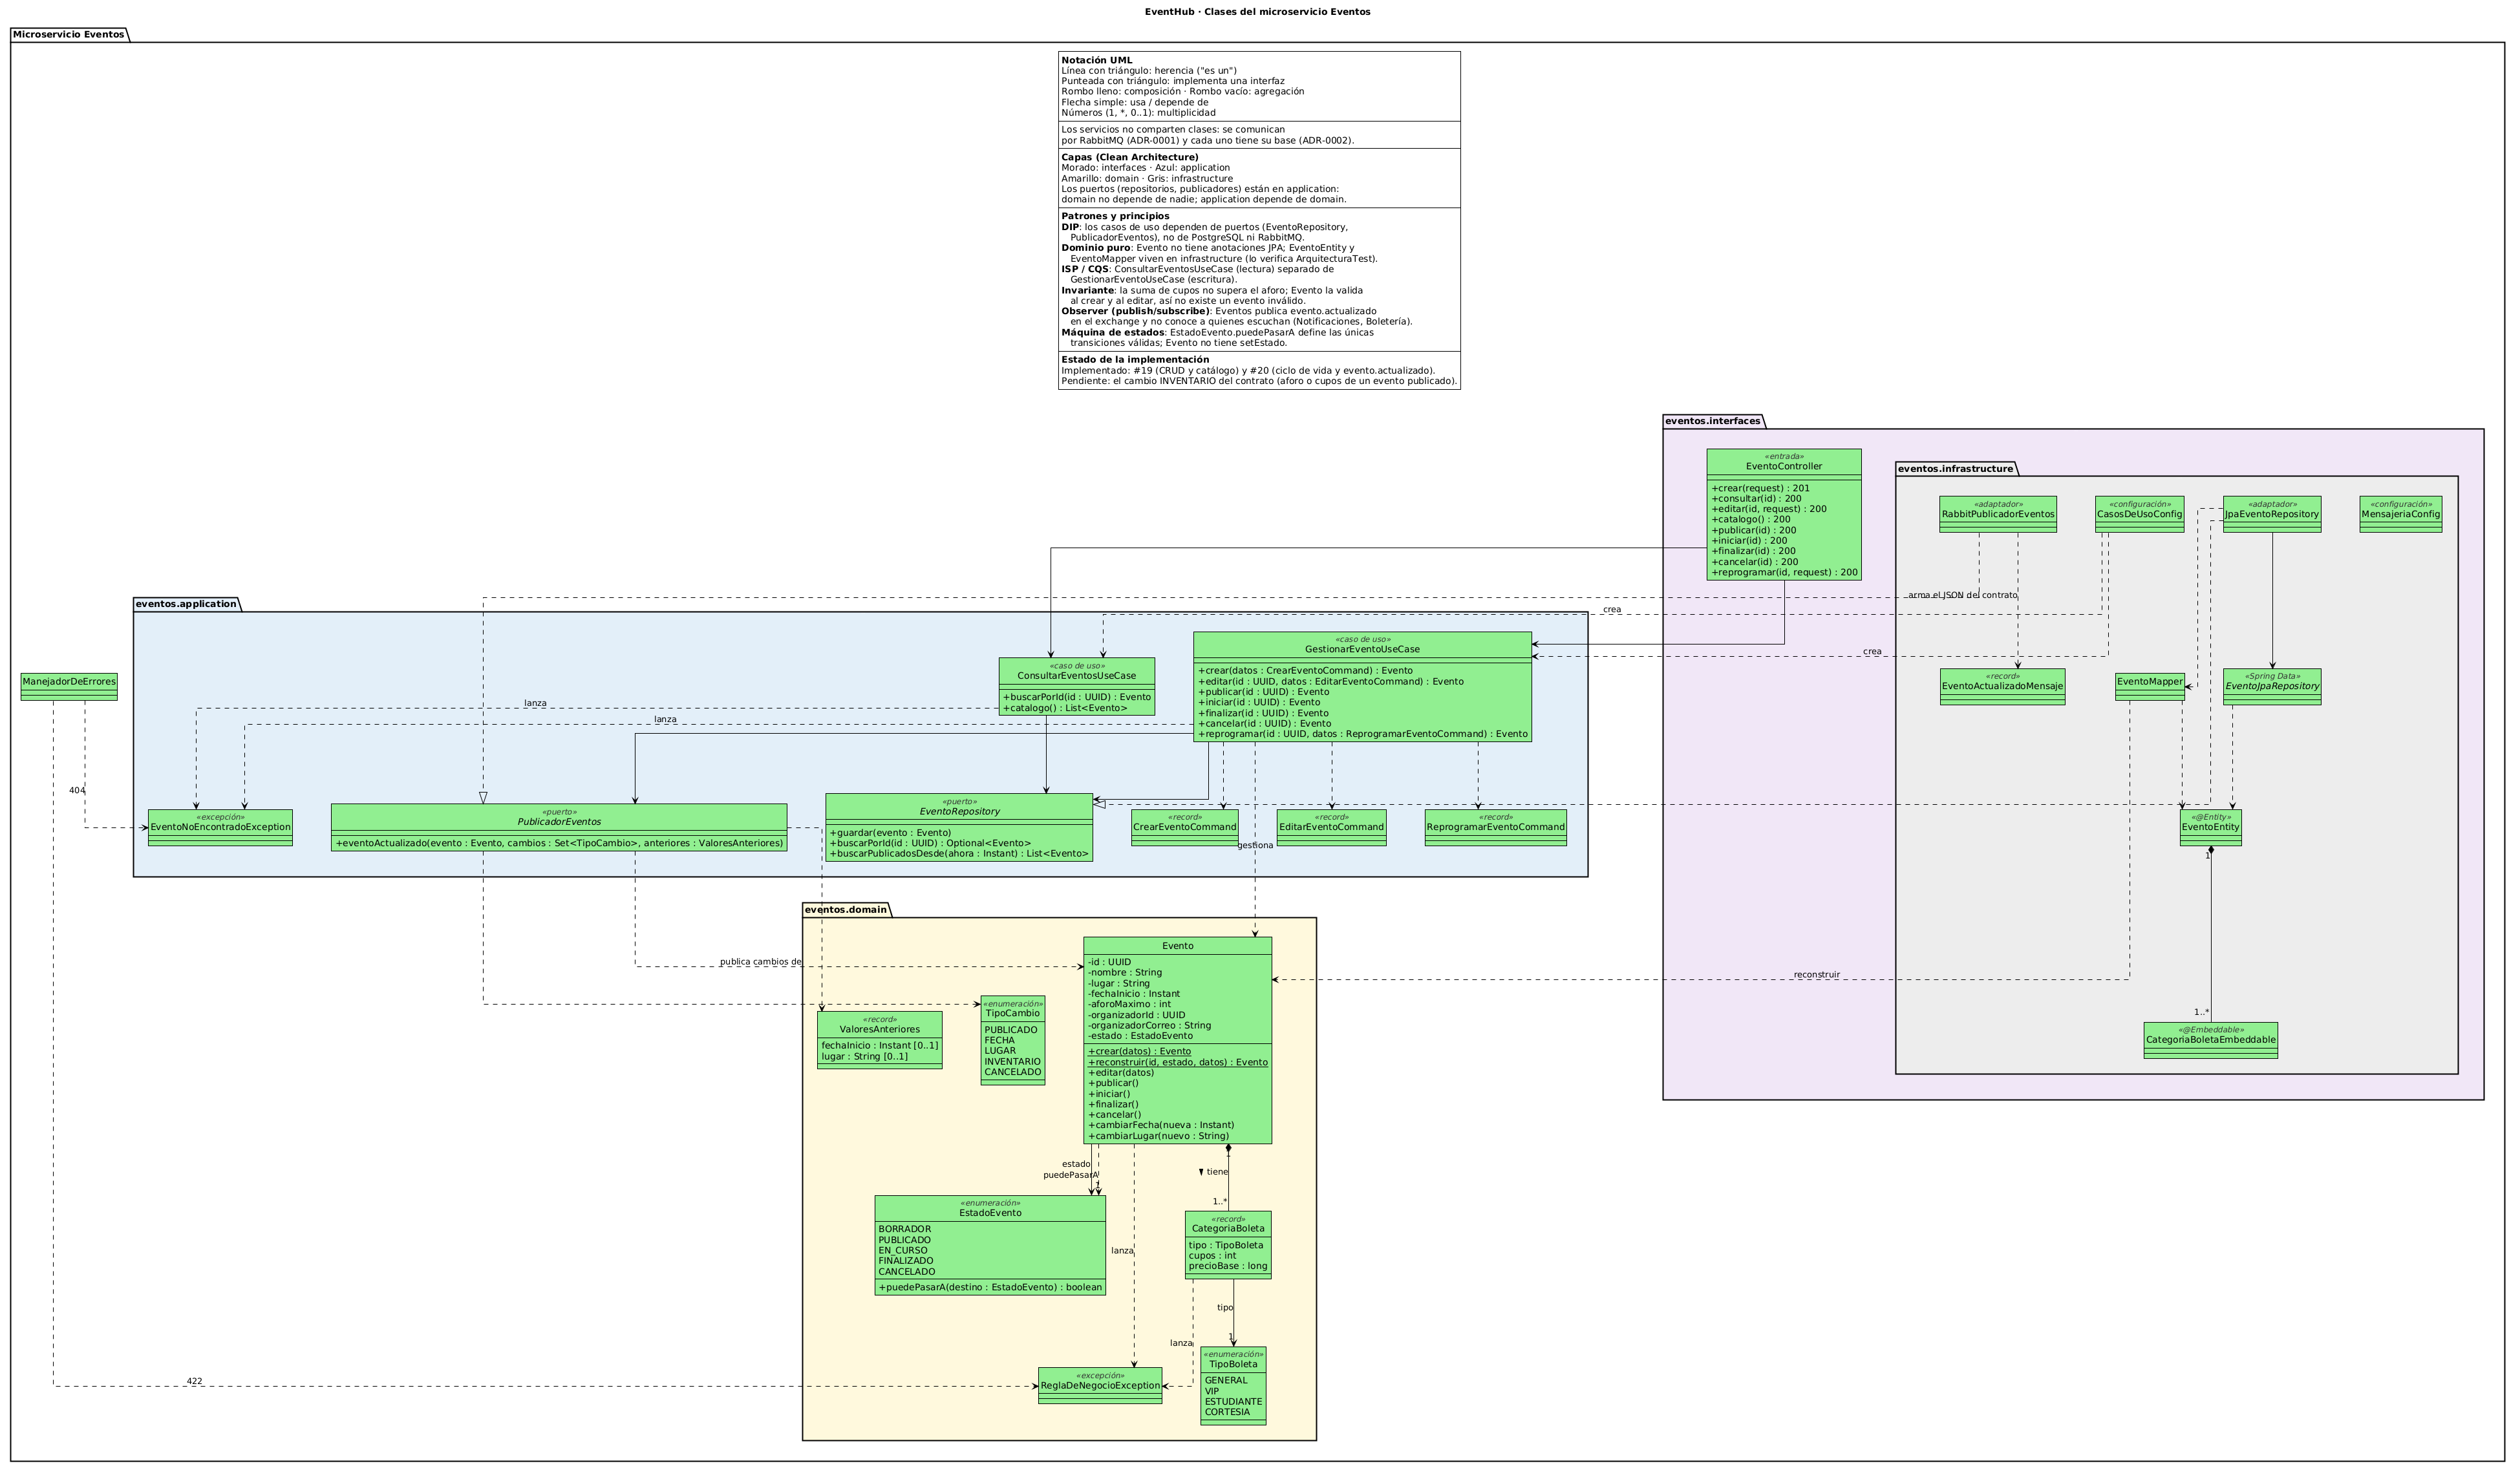 EventHub · Clases del microservicio Eventos
Microservicio Eventos
Notación UML
Línea con triángulo: herencia ("es un")
Punteada con triángulo: implementa una interfaz
Rombo lleno: composición · Rombo vacío: agregación
Flecha simple: usa / depende de
Números (1, *, 0..1): multiplicidad
Los servicios no comparten clases: se comunican
por RabbitMQ (ADR-0001) y cada uno tiene su base (ADR-0002).
Capas (Clean Architecture)
Morado: interfaces · Azul: application
Amarillo: domain · Gris: infrastructure
Los puertos (repositorios, publicadores) están en application:
domain no depende de nadie; application depende de domain.
Patrones y principios
DIP: los casos de uso dependen de puertos (EventoRepository,
PublicadorEventos), no de PostgreSQL ni RabbitMQ.
Dominio puro: Evento no tiene anotaciones JPA; EventoEntity y
EventoMapper viven en infrastructure (lo verifica ArquitecturaTest).
ISP / CQS: ConsultarEventosUseCase (lectura) separado de
GestionarEventoUseCase (escritura).
Invariante: la suma de cupos no supera el aforo; Evento la valida
al crear y al editar, así no existe un evento inválido.
Observer (publish/subscribe): Eventos publica evento.actualizado
en el exchange y no conoce a quienes escuchan (Notificaciones, Boletería).
Máquina de estados: EstadoEvento.puedePasarA define las únicas
transiciones válidas; Evento no tiene setEstado.
Estado de la implementación
Implementado: #19 (CRUD y catálogo) y #20 (ciclo de vida y evento.actualizado).
Pendiente: el cambio INVENTARIO del contrato (aforo o cupos de un evento publicado).
eventos.interfaces
«entrada»
EventoController
+crear(request) : 201
+consultar(id) : 200
+editar(id, request) : 200
+catalogo() : 200
+publicar(id) : 200
+iniciar(id) : 200
+finalizar(id) : 200
+cancelar(id) : 200
+reprogramar(id, request) : 200
eventos.infrastructure
«adaptador»
RabbitPublicadorEventos
«configuración»
CasosDeUsoConfig
«adaptador»
JpaEventoRepository
«configuración»
MensajeriaConfig
arma el JSON del contrato
crea
crea
«record»
EventoActualizadoMensaje
EventoMapper
«Spring Data»
EventoJpaRepository
«@Entity»
EventoEntity
1
1..*
«@Embeddable»
CategoriaBoletaEmbeddable
reconstruir
eventos.application
«caso de uso»
ConsultarEventosUseCase
+buscarPorId(id : UUID) : Evento
+catalogo() : List<Evento>
«caso de uso»
GestionarEventoUseCase
+crear(datos : CrearEventoCommand) : Evento
+editar(id : UUID, datos : EditarEventoCommand) : Evento
+publicar(id : UUID) : Evento
+iniciar(id : UUID) : Evento
+finalizar(id : UUID) : Evento
+cancelar(id : UUID) : Evento
+reprogramar(id : UUID, datos : ReprogramarEventoCommand) : Evento
ManejadorDeErrores
lanza
lanza
404
«excepción»
EventoNoEncontradoException
«puerto»
PublicadorEventos
+eventoActualizado(evento : Evento, cambios : Set<TipoCambio>, anteriores : ValoresAnteriores)
«puerto»
EventoRepository
+guardar(evento : Evento)
+buscarPorId(id : UUID) : Optional<Evento>
+buscarPublicadosDesde(ahora : Instant) : List<Evento>
«record»
CrearEventoCommand
«record»
EditarEventoCommand
«record»
ReprogramarEventoCommand
gestiona
eventos.domain
publica cambios de
Evento
-id : UUID
-nombre : String
-lugar : String
-fechaInicio : Instant
-aforoMaximo : int
-organizadorId : UUID
-organizadorCorreo : String
-estado : EstadoEvento
+crear(datos) : Evento
+reconstruir(id, estado, datos) : Evento
+editar(datos)
+publicar()
+iniciar()
+finalizar()
+cancelar()
+cambiarFecha(nueva : Instant)
+cambiarLugar(nuevo : String)
«record»
ValoresAnteriores
fechaInicio : Instant [0..1]
lugar : String [0..1]
«enumeración»
TipoCambio
PUBLICADO
FECHA
LUGAR
INVENTARIO
CANCELADO
estado
puedePasarA
1
1
tiene
1..*
«enumeración»
EstadoEvento
BORRADOR
PUBLICADO
EN_CURSO
FINALIZADO
CANCELADO
+puedePasarA(destino : EstadoEvento) : boolean
lanza
«record»
CategoriaBoleta
tipo : TipoBoleta
cupos : int
precioBase : long
tipo
1
lanza
«enumeración»
TipoBoleta
GENERAL
VIP
ESTUDIANTE
CORTESIA
«excepción»
ReglaDeNegocioException
422